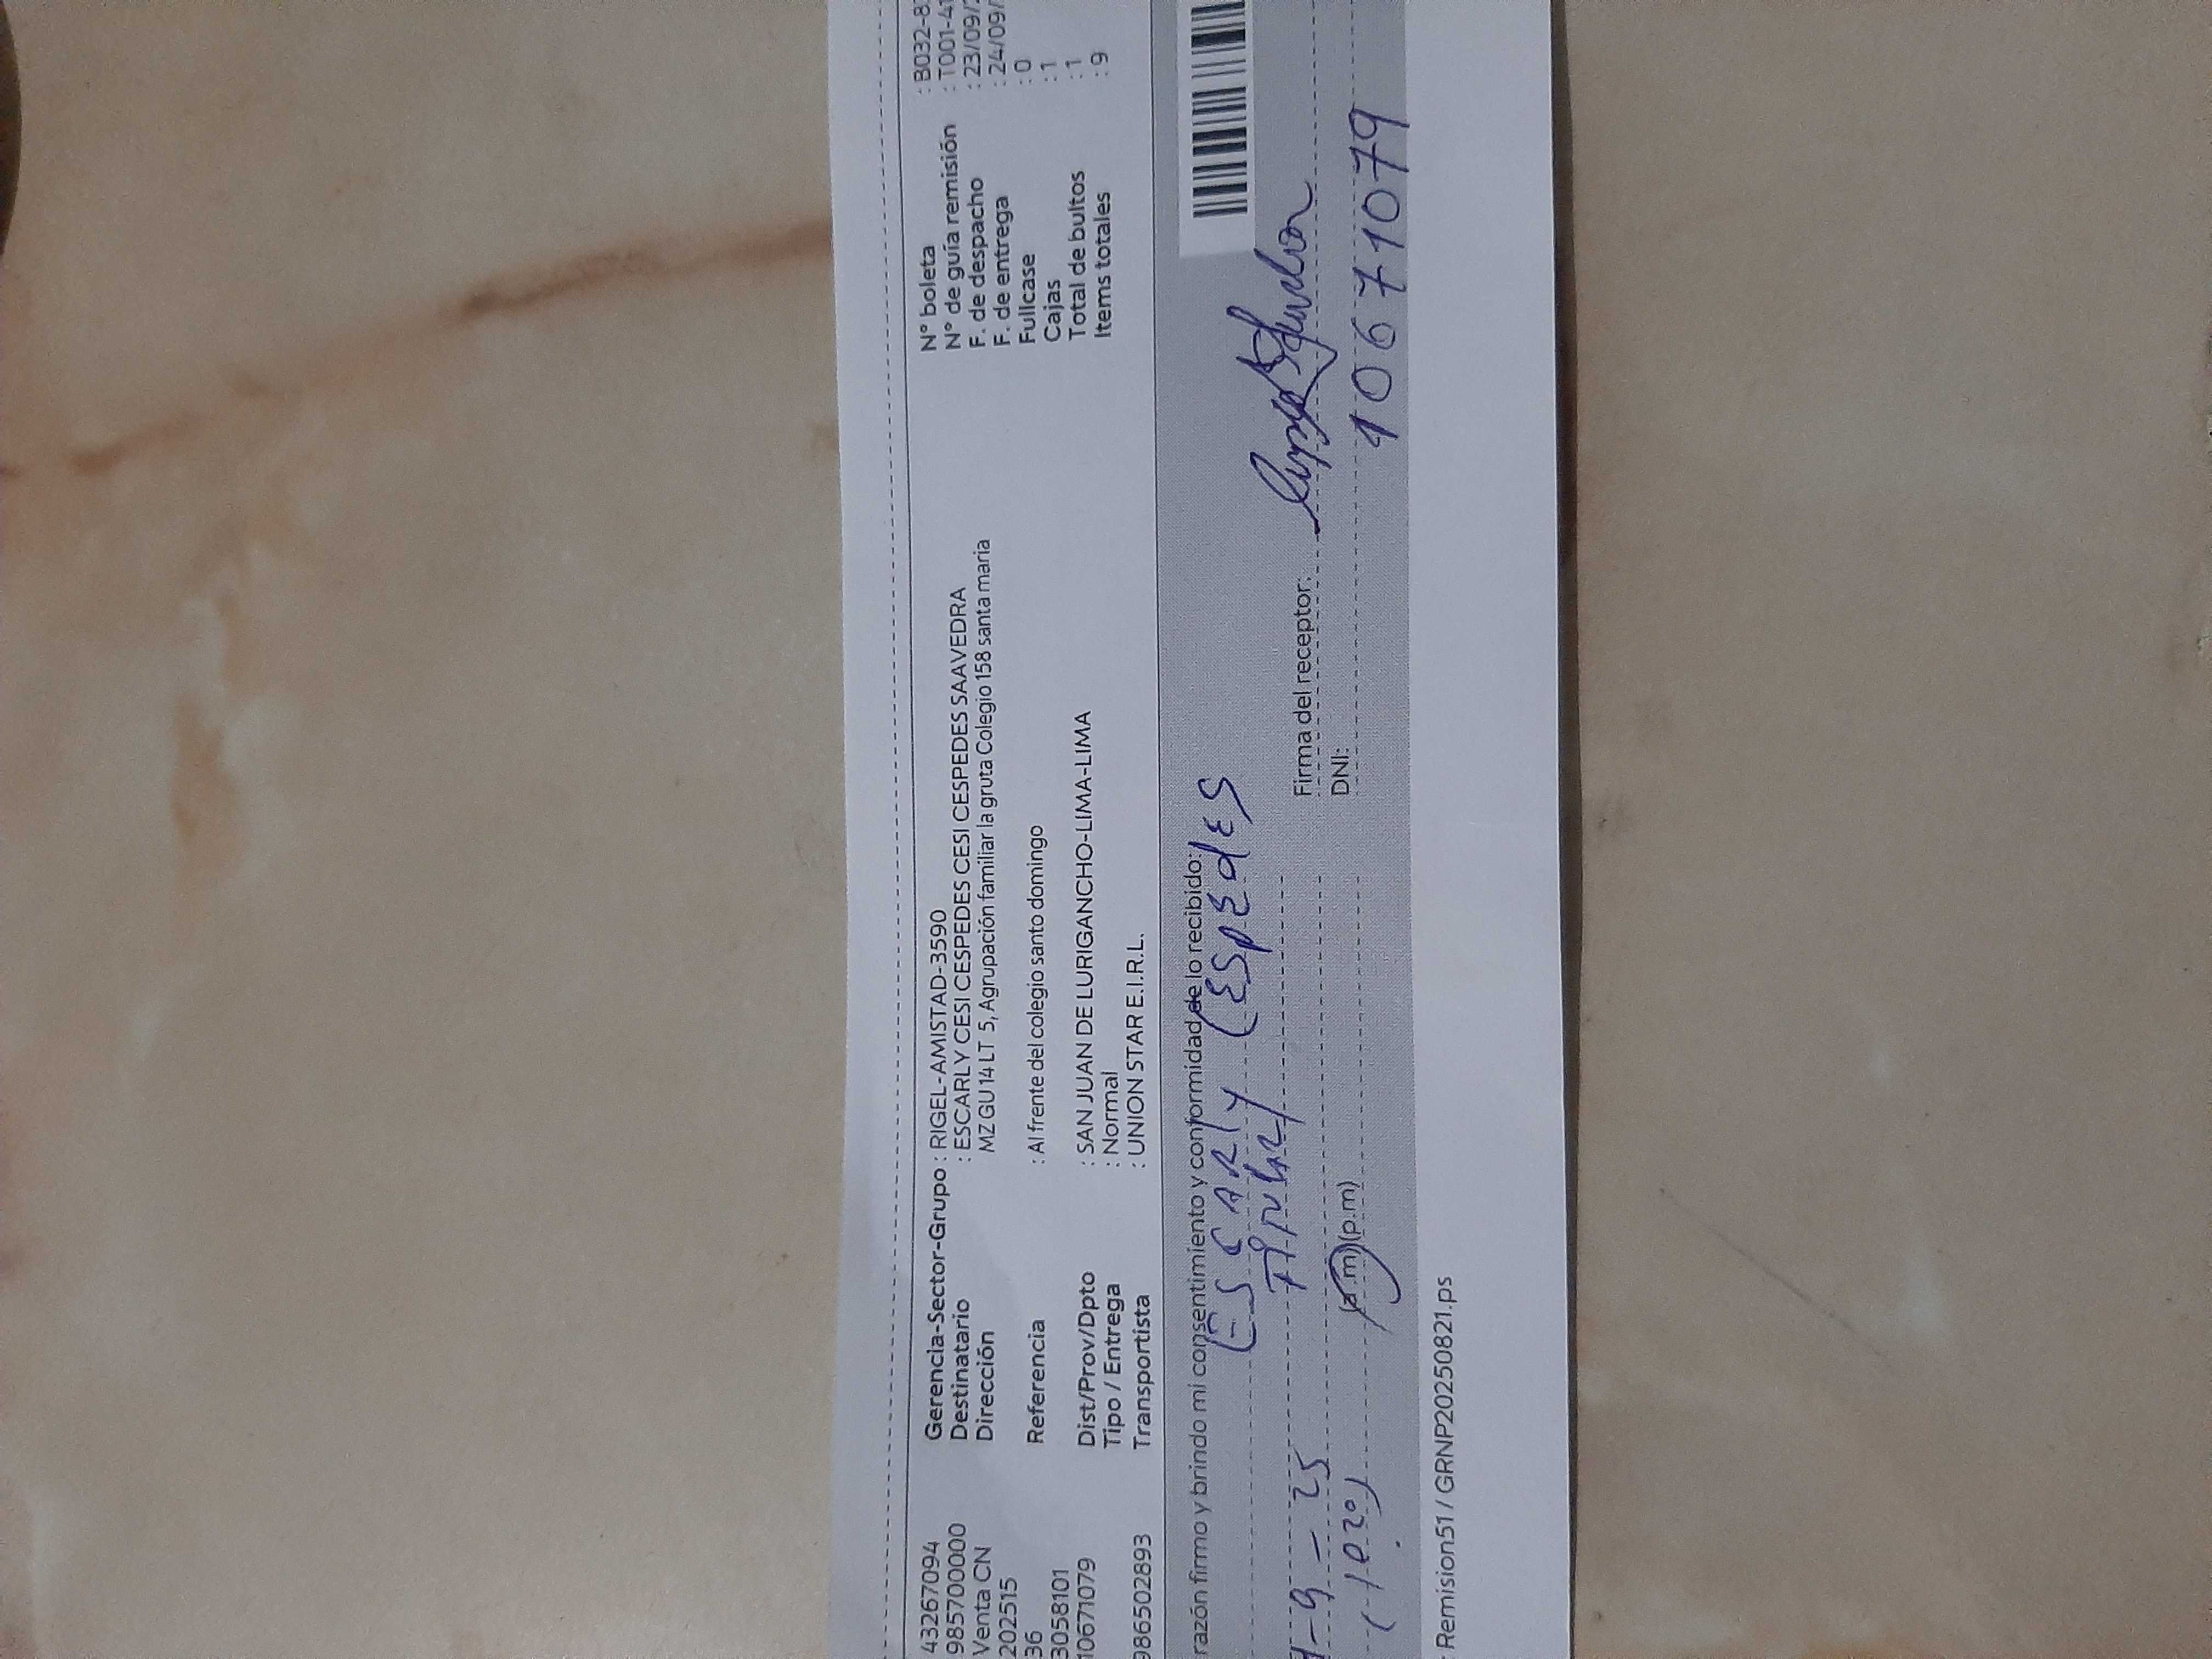 43267094 Gerencia-Sector-Grupo : RIGEL-AMISTAD-3590 N° boleta : B032-8
985700000 Destinatario : ESCARLY CESI CESPEDES CESI CESPEDES SAAVEDRA N° de guía remisión : T001-4
Venta CN Dirección MZ GU 14 LT 5, Agrupación familiar la gruta Colegio 158 santa maria F. de despacho : 23/09/
202515 F. de entrega : 24/09/
36 Referencia : Al frente del colegio santo domingo Fullcase : 0
3058101 Cajas : 1
10671079 Dist/Prov/Dpto : SAN JUAN DE LURIGANCHO-LIMA-LIMA Total de bultos : 1
Tipo / Entrega : Normal Items totales : 9
986502893 Transportista : UNION STAR E.I.R.L.
razón firmo y brindo mi consentimiento y conformidad de lo recibido:
ESCARLY CESPEDES
TITULAR
-9-25 Firma del receptor:
(10 20) (a.m)(p.m) DNI: 10671079
Remision51 / GRNP20250821.ps